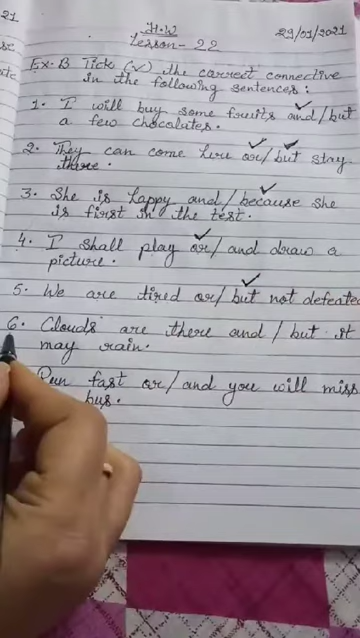 21
H.W
29/01/2021
Lesson - 22
Ex-B Tick (✓) the correct connective
in the following sentences:
1. I will buy some fruits and/but
a few chocolates.
2. They can come here or/but stay
there.
3. She is happy and/because she
is first in the test.
4. I shall play or/and draw a
picture.
5. We are tired or/but not defeated
6. Clouds are there and/but it
may rain.
Run fast or/and you will miss
bus.